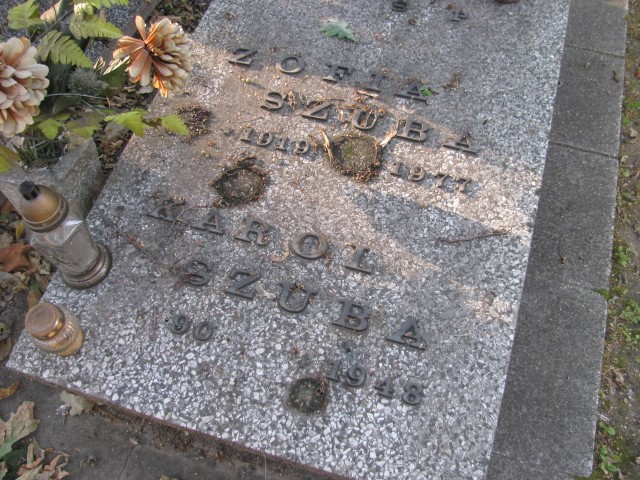 Ś P
ZOFIA
SZUBA
1919 1977
KAROL
SZUBA
90 1948